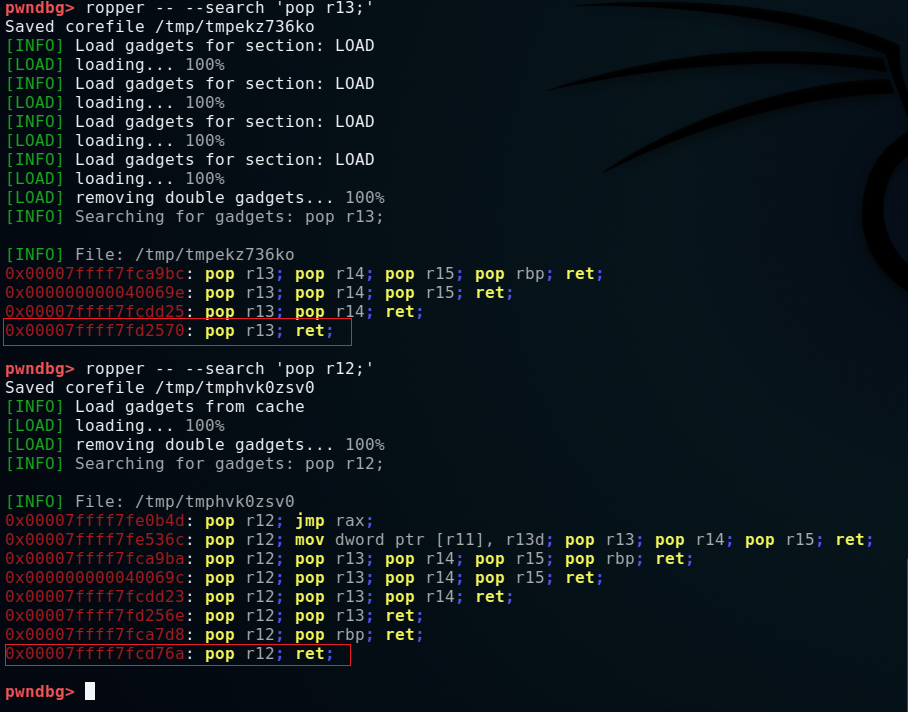 pwndbg> ropper -- --search 'pop r13;'
Saved corefile /tmp/tmpekz736ko
[INFO] Load gadgets for section: LOAD
[LOAD] loading... 100%
[INFO] Load gadgets for section: LOAD
[LOAD] loading... 100%
[INFO] Load gadgets for section: LOAD
[LOAD] loading... 100%
[INFO] Load gadgets for section: LOAD
[LOAD] loading... 100%
[LOAD] removing double gadgets... 100%
[INFO] Searching for gadgets: pop r13;
[INFO] File: /tmp/tmpekz736ko
0x00007ffff7fca9bc: pop r13; pop r14; pop r15; pop rbp; ret;
0x000000000040069e: pop r13; pop r14; pop r15; ret;
0x00007ffff7fcdd25: pop r13; pop r14; ret;
0x00007ffff7fd2570: pop r13; ret;
pwndbg> ropper -- --search 'pop r12;'
Saved corefile /tmp/tmphvk0zsv0
[INFO] Load gadgets from cache
[LOAD] loading... 100%
[LOAD] removing double gadgets... 100%
[INFO] Searching for gadgets: pop r12;
[INFO] File: /tmp/tmphvk0zsv0
0x00007ffff7fe0b4d: pop r12; jmp rax;
0x00007ffff7fe536c: pop r12; mov dword ptr [r11], r13d; pop r13; pop r14; pop r15; ret;
0x00007ffff7fca9ba: pop r12; pop r13; pop r14; pop r15; pop rbp; ret;
0x000000000040069c: pop r12; pop r13; pop r14; pop r15; ret;
0x00007ffff7fcdd23: pop r12; pop r13; pop r14; ret;
0x00007ffff7fd256e: pop r12; pop r13; ret;
0x00007ffff7fca7d8: pop r12; pop rbp; ret;
0x00007ffff7fcd76a: pop r12; ret;
pwndbg>